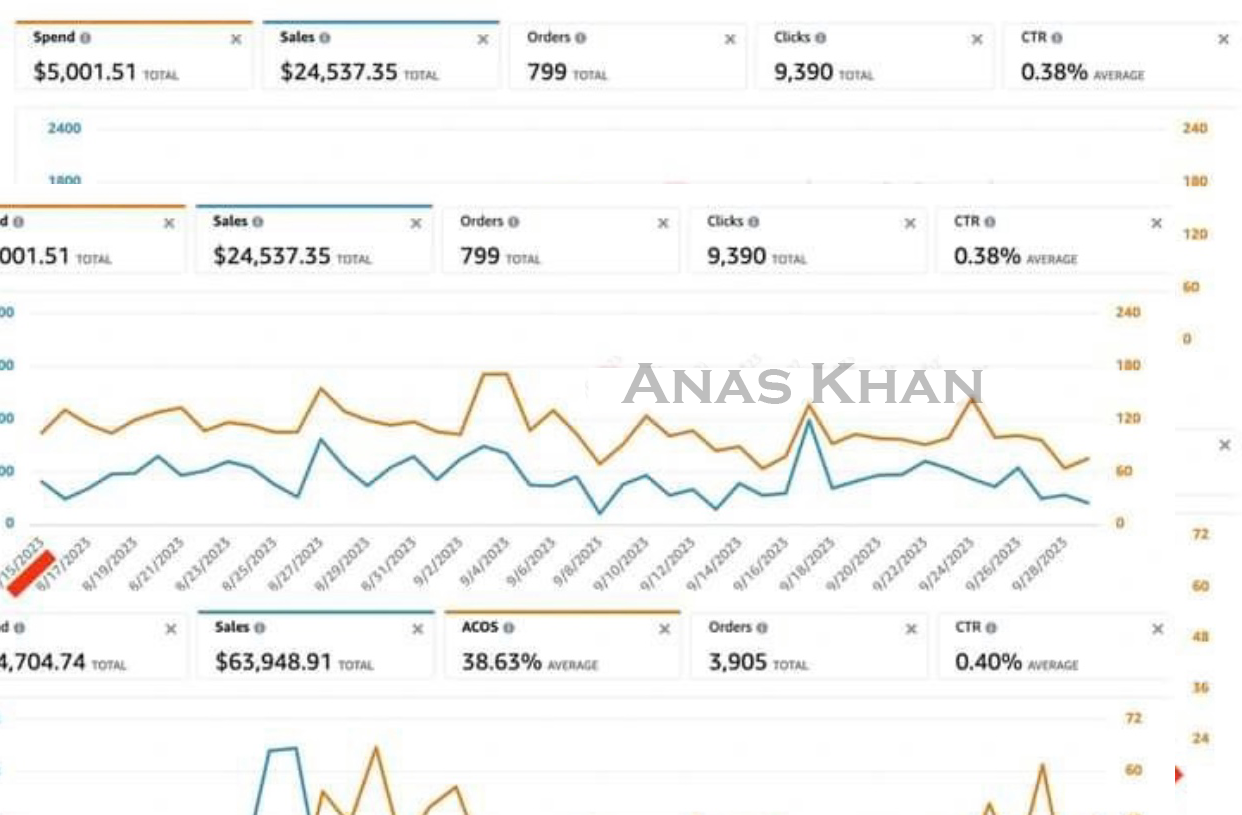 Spend Sales Orders Clicks CTR
$5,001.51 TOTAL $24,537.35 TOTAL 799 TOTAL 9,390 TOTAL 0.38% AVERAGE
2400 240
1800 180
d Sales Orders Clicks CTR
120
001.51 TOTAL $24,537.35 TOTAL 799 TOTAL 9,390 TOTAL 0.38% AVERAGE
60
00 240
0
00 180
ANAS KHAN
00 120
00 60
0 0
72
15/2023 8/17/2023 8/19/2023 8/21/2023 8/23/2023 8/25/2023 8/27/2023 8/29/2023 8/31/2023 9/2/2023 9/4/2023 9/6/2023 9/8/2023 9/10/2023 9/12/2023 9/14/2023 9/16/2023 9/18/2023 9/20/2023 9/22/2023 9/24/2023 9/26/2023 9/28/2023
60
d Sales ACOS Orders CTR
48
4,704.74 TOTAL $63,948.91 TOTAL 38.63% AVERAGE 3,905 TOTAL 0.40% AVERAGE
36
72
24
60